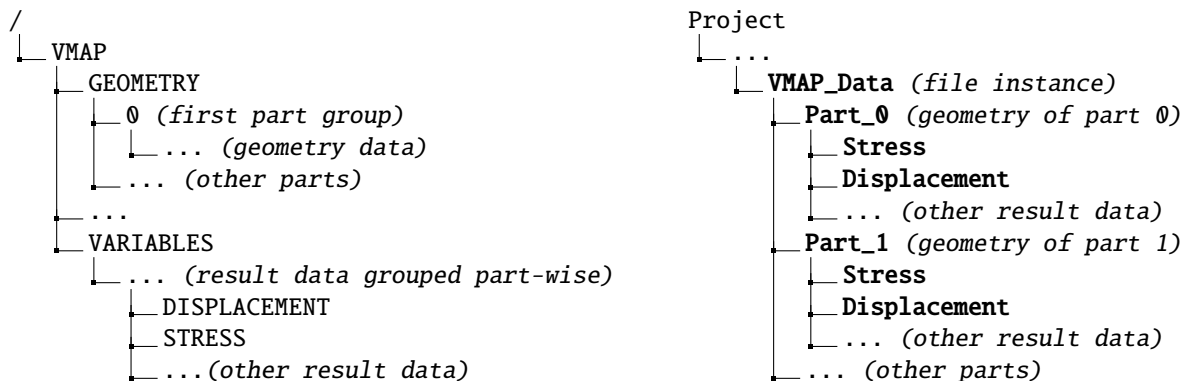 /
VMAP
GEOMETRY
0 (first part group)
... (geometry data)
... (other parts)
...
VARIABLES
... (result data grouped part-wise)
DISPLACEMENT
STRESS
...(other result data)
Project
...
VMAP_Data (file instance)
Part_0 (geometry of part 0)
Stress
Displacement
... (other result data)
Part_1 (geometry of part 1)
Stress
Displacement
... (other result data)
... (other parts)